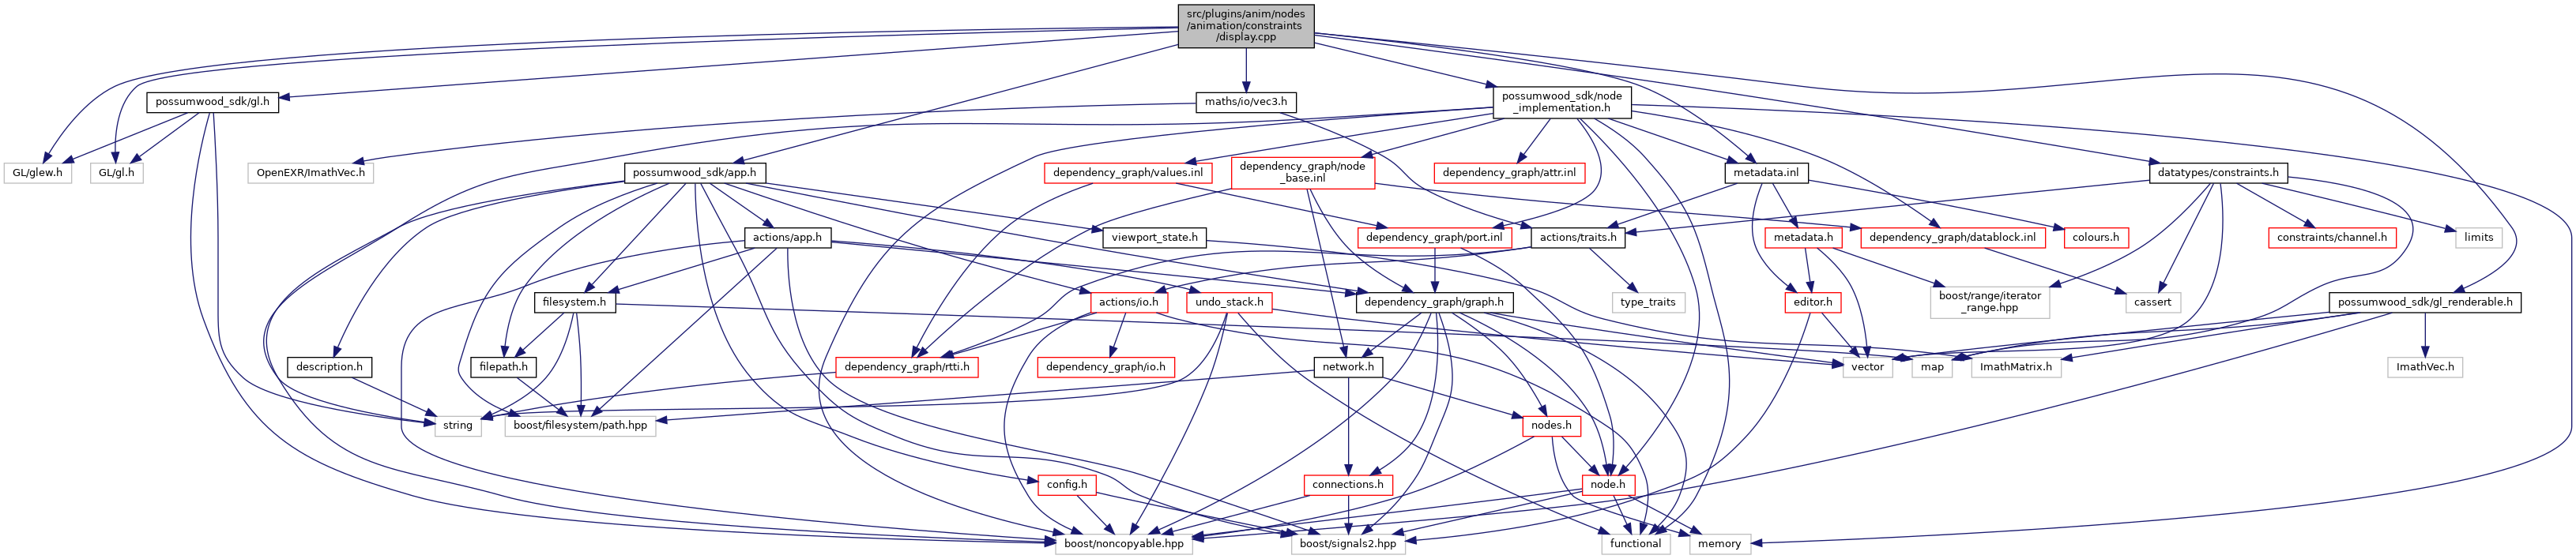 src/plugins/anim/nodes
/animation/constraints
/display.cpp
possumwood_sdk/gl.h
maths/io/vec3.h
possumwood_sdk/node
_implementation.h
GL/glew.h
GL/gl.h
OpenEXR/ImathVec.h
possumwood_sdk/app.h
dependency_graph/values.inl
dependency_graph/node
_base.inl
dependency_graph/attr.inl
metadata.inl
datatypes/constraints.h
actions/app.h
viewport_state.h
dependency_graph/port.inl
actions/traits.h
metadata.h
dependency_graph/datablock.inl
colours.h
constraints/channel.h
limits
filesystem.h
actions/io.h
undo_stack.h
dependency_graph/graph.h
type_traits
editor.h
boost/range/iterator
_range.hpp
cassert
possumwood_sdk/gl_renderable.h
description.h
filepath.h
dependency_graph/rtti.h
dependency_graph/io.h
network.h
vector
map
ImathMatrix.h
ImathVec.h
string
boost/filesystem/path.hpp
nodes.h
config.h
connections.h
node.h
boost/noncopyable.hpp
boost/signals2.hpp
functional
memory